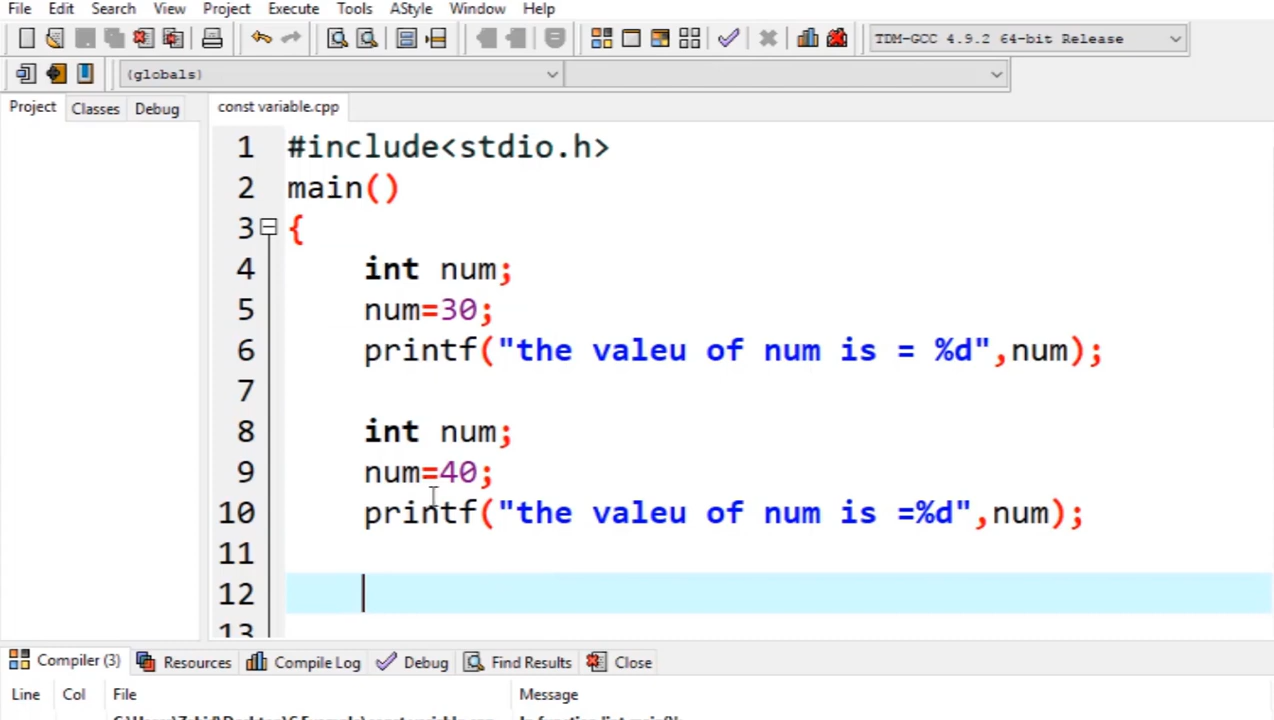 File Edit View Project Execute Tools AStyle Window Help
TDM-GCC 4.9.2 64-bit Release
(globals)
Project Classes Debug const variable.cpp
1 #include<stdio.h>
2 main()
3 {
4 int num;
5 num=30;
6 printf("the valeu of num is = %d",num);
7
8 int num;
9 num=40;
10 printf("the valeu of num is =%d",num);
11
12
13
Compiler (3) Resources Compile Log Debug Find Results Close
Line Col File Message